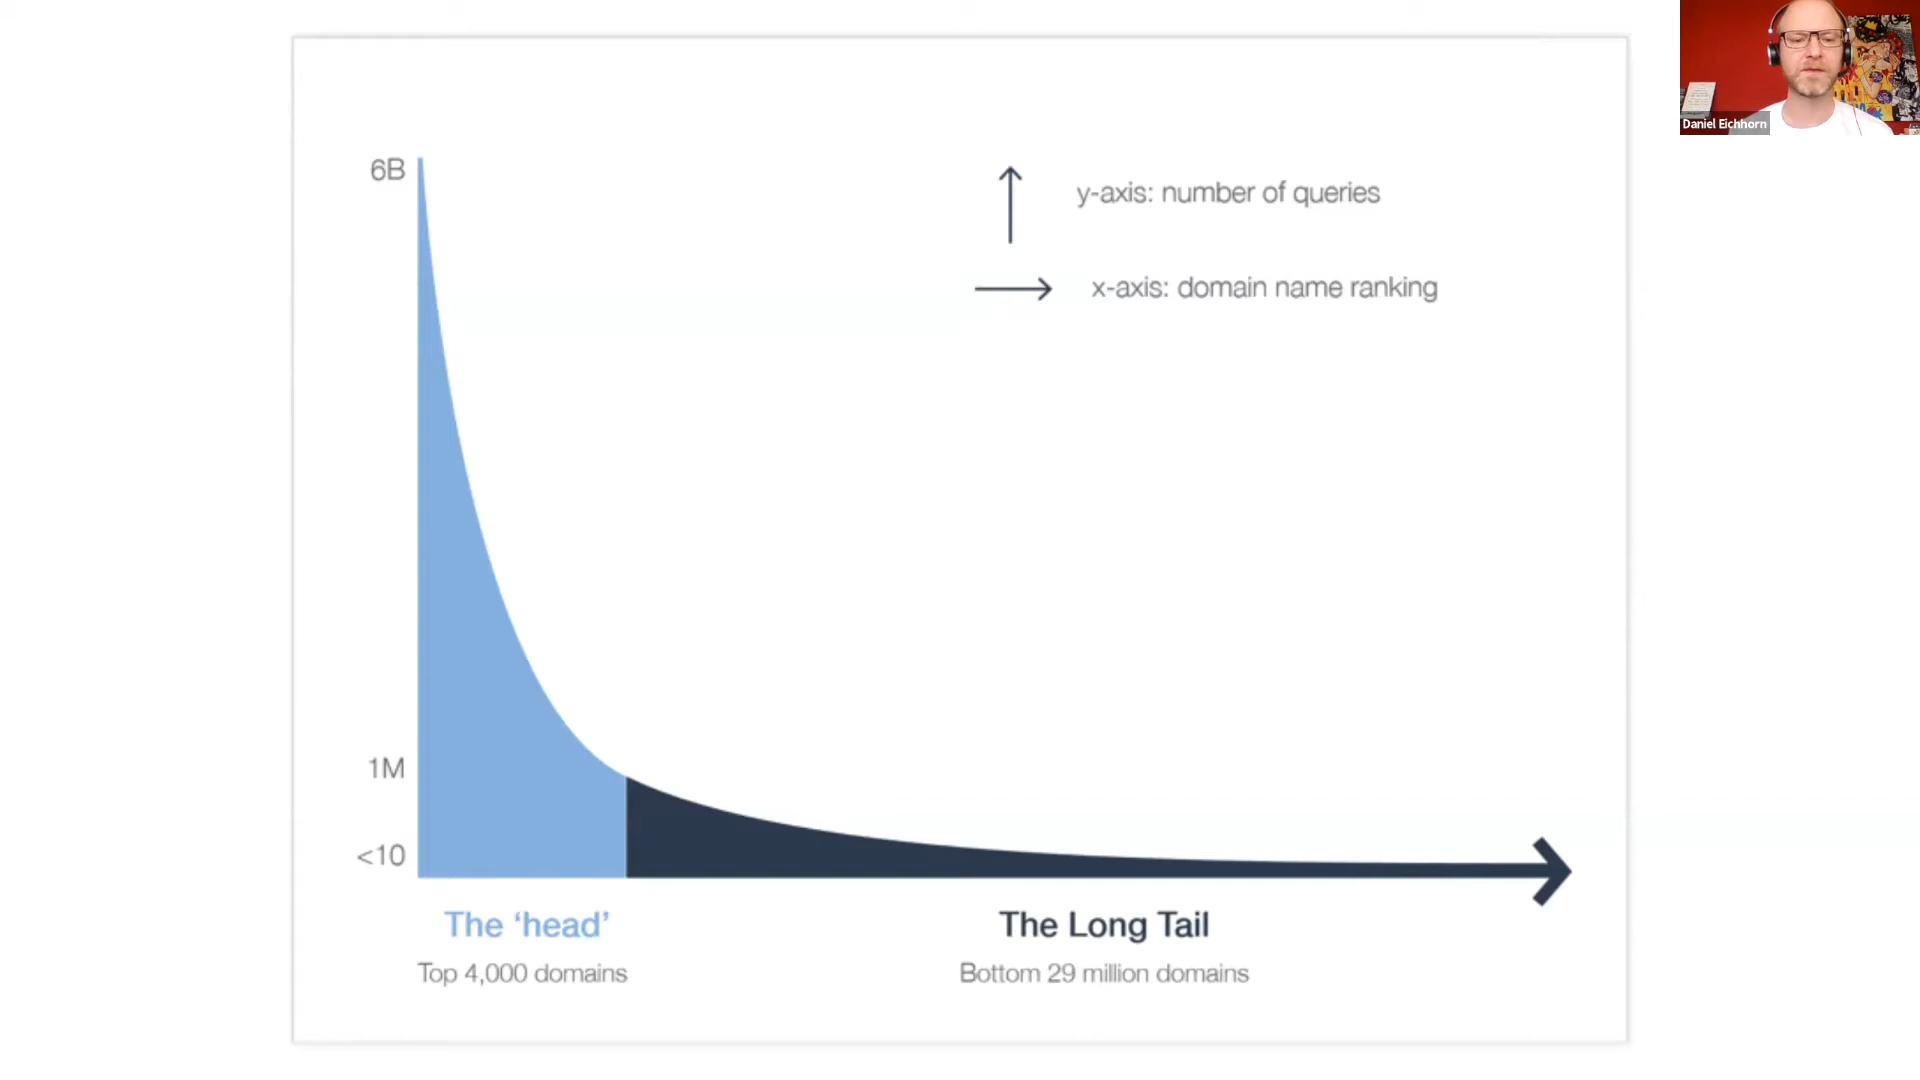 Daniel Eichhorn
6B
y-axis: number of queries
x-axis: domain name ranking
1M
<10
The ‘head’
The Long Tail
Top 4,000 domains
Bottom 29 million domains